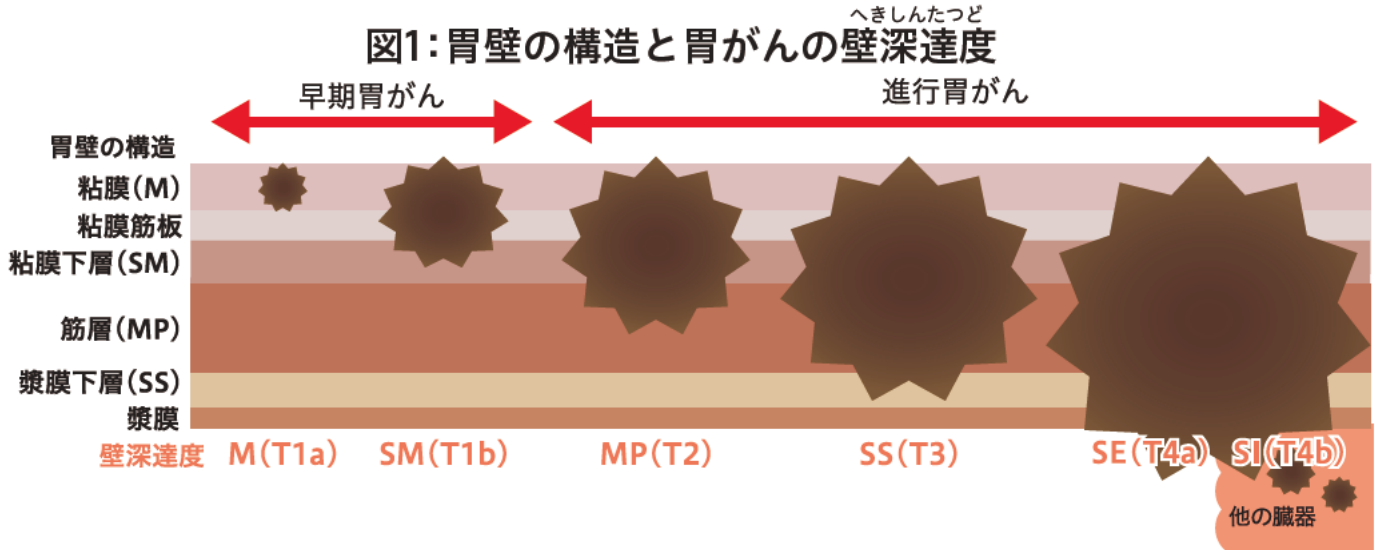 へきしんたつど
図1：胃壁の構造と胃がんの壁深達度
早期胃がん
進行胃がん
胃壁の構造
粘膜（M）
粘膜筋板
粘膜下層（SM）
筋層（MP）
漿膜下層（SS）
漿膜
壁深達度 M（T1a） SM（T1b） MP（T2） SS（T3） SE（T4a） SI（T4b）
他の臓器